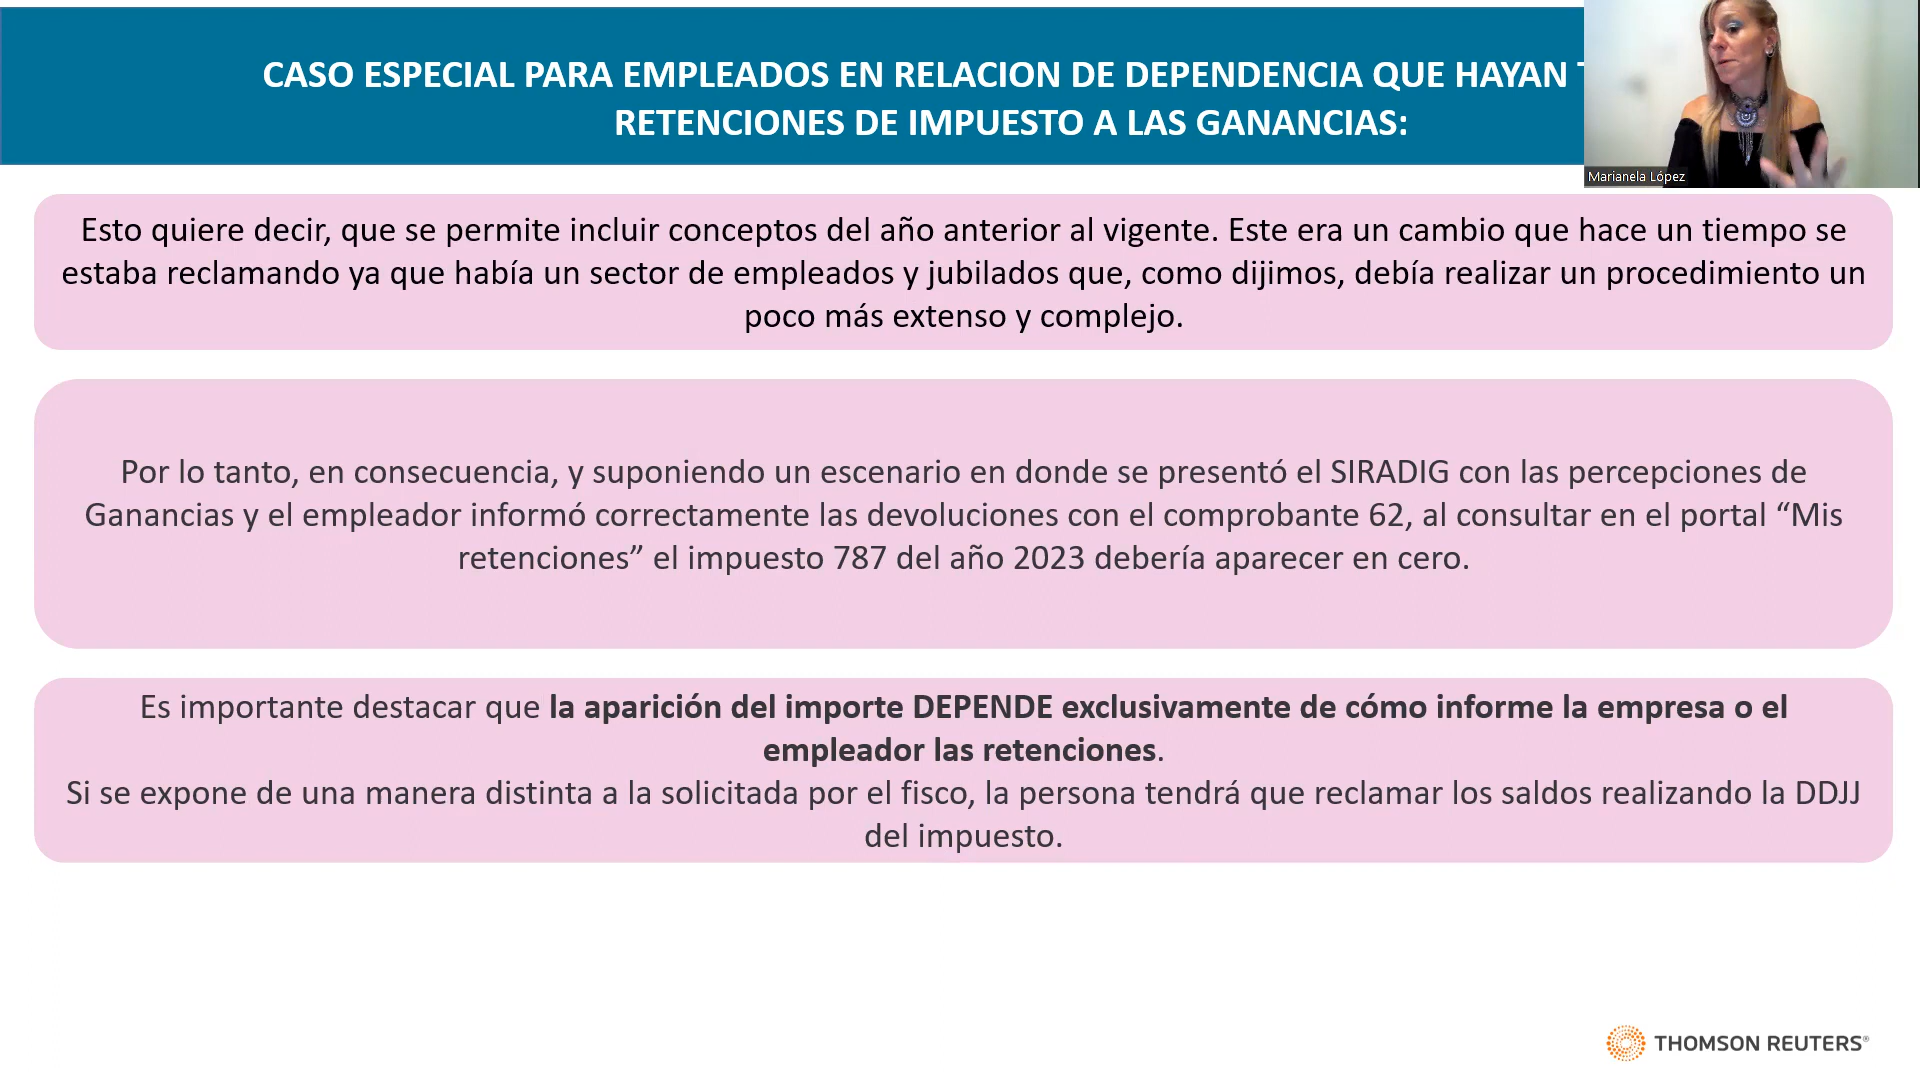 CASO ESPECIAL PARA EMPLEADOS EN RELACION DE DEPENDENCIA QUE HAYAN
RETENCIONES DE IMPUESTO A LAS GANANCIAS:
Marianela López
Esto quiere decir, que se permite incluir conceptos del año anterior al vigente. Este era un cambio que hace un tiempo se
estaba reclamando ya que había un sector de empleados y jubilados que, como dijimos, debía realizar un procedimiento un
poco más extenso y complejo.
Por lo tanto, en consecuencia, y suponiendo un escenario en donde se presentó el SIRADIG con las percepciones de
Ganancias y el empleador informó correctamente las devoluciones con el comprobante 62, al consultar en el portal “Mis
retenciones” el impuesto 787 del año 2023 debería aparecer en cero.
Es importante destacar que la aparición del importe DEPENDE exclusivamente de cómo informe la empresa o el
empleador las retenciones.
Si se expone de una manera distinta a la solicitada por el fisco, la persona tendrá que reclamar los saldos realizando la DDJJ
del impuesto.
THOMSON REUTERS®